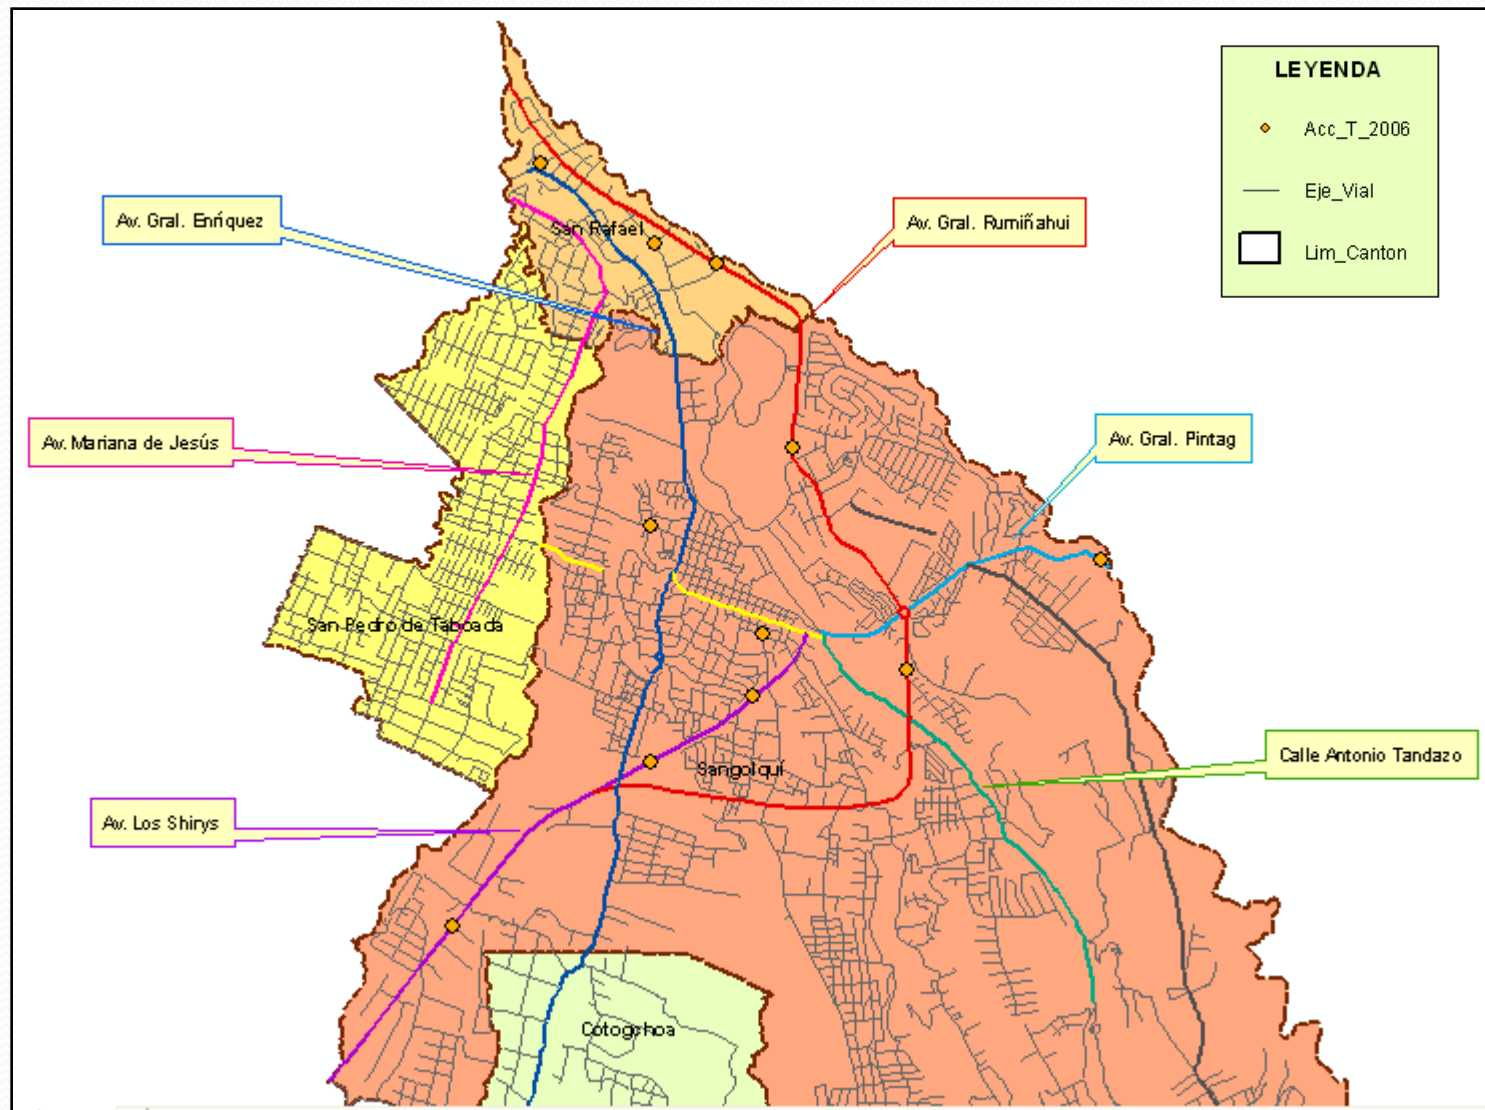 LEYENDA
Acc_T_2006
Eje_Vial
Lim_Canton
Av. Gral. Enríquez
San Rafael
Av. Gral. Rumiñahui
Av. Mariana de Jesús
Av. Gral. Pintag
San Pedro de Taboada
Calle Antonio Tandazo
Sangolquí
Av. Los Shirys
Cotogchoa